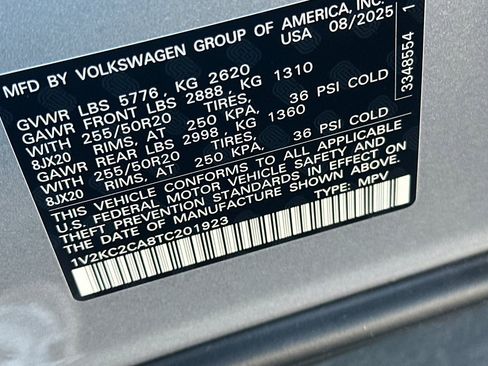 MFD BY VOLKSWAGEN GROUP OF AMERICA, INC.
USA 08/2025
GVWR LBS 5776, KG 2620
GAWR FRONT LBS 2888, KG 1310
WITH 255/50R20 TIRES,
8JX20 RIMS, AT 250 KPA, 36 PSI COLD
GAWR REAR LBS 2998, KG 1360
WITH 255/50R20 TIRES,
8JX20 RIMS, AT 250 KPA, 36 PSI COLD
THIS VEHICLE CONFORMS TO ALL APPLICABLE
U.S. FEDERAL MOTOR VEHICLE SAFETY AND
THEFT PREVENTION STANDARDS IN EFFECT ON
THE DATE OF MANUFACTURE SHOWN ABOVE.
TYPE: MPV
1V2KC2CA8TC201923
3348554 1